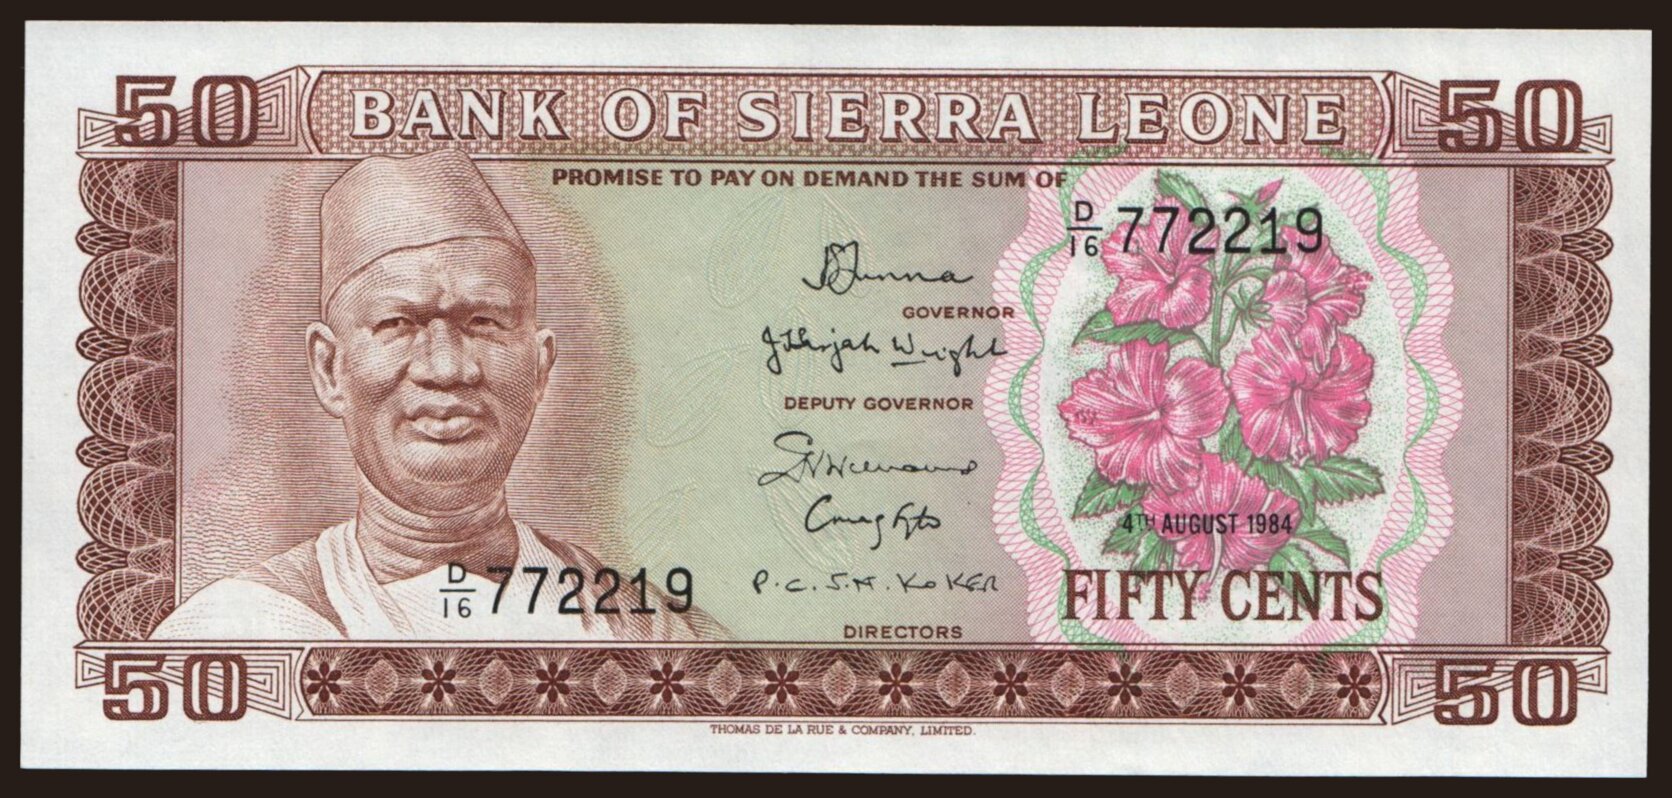 50 BANK OF SIERRA LEONE 50
PROMISE TO PAY ON DEMAND THE SUM OF
D/16 772219
GOVERNOR
DEPUTY GOVERNOR
4TH AUGUST 1984
D/16 772219
P. C. S. H. KOKER
FIFTY CENTS
DIRECTORS
50 50
THOMAS DE LA RUE & COMPANY, LIMITED.